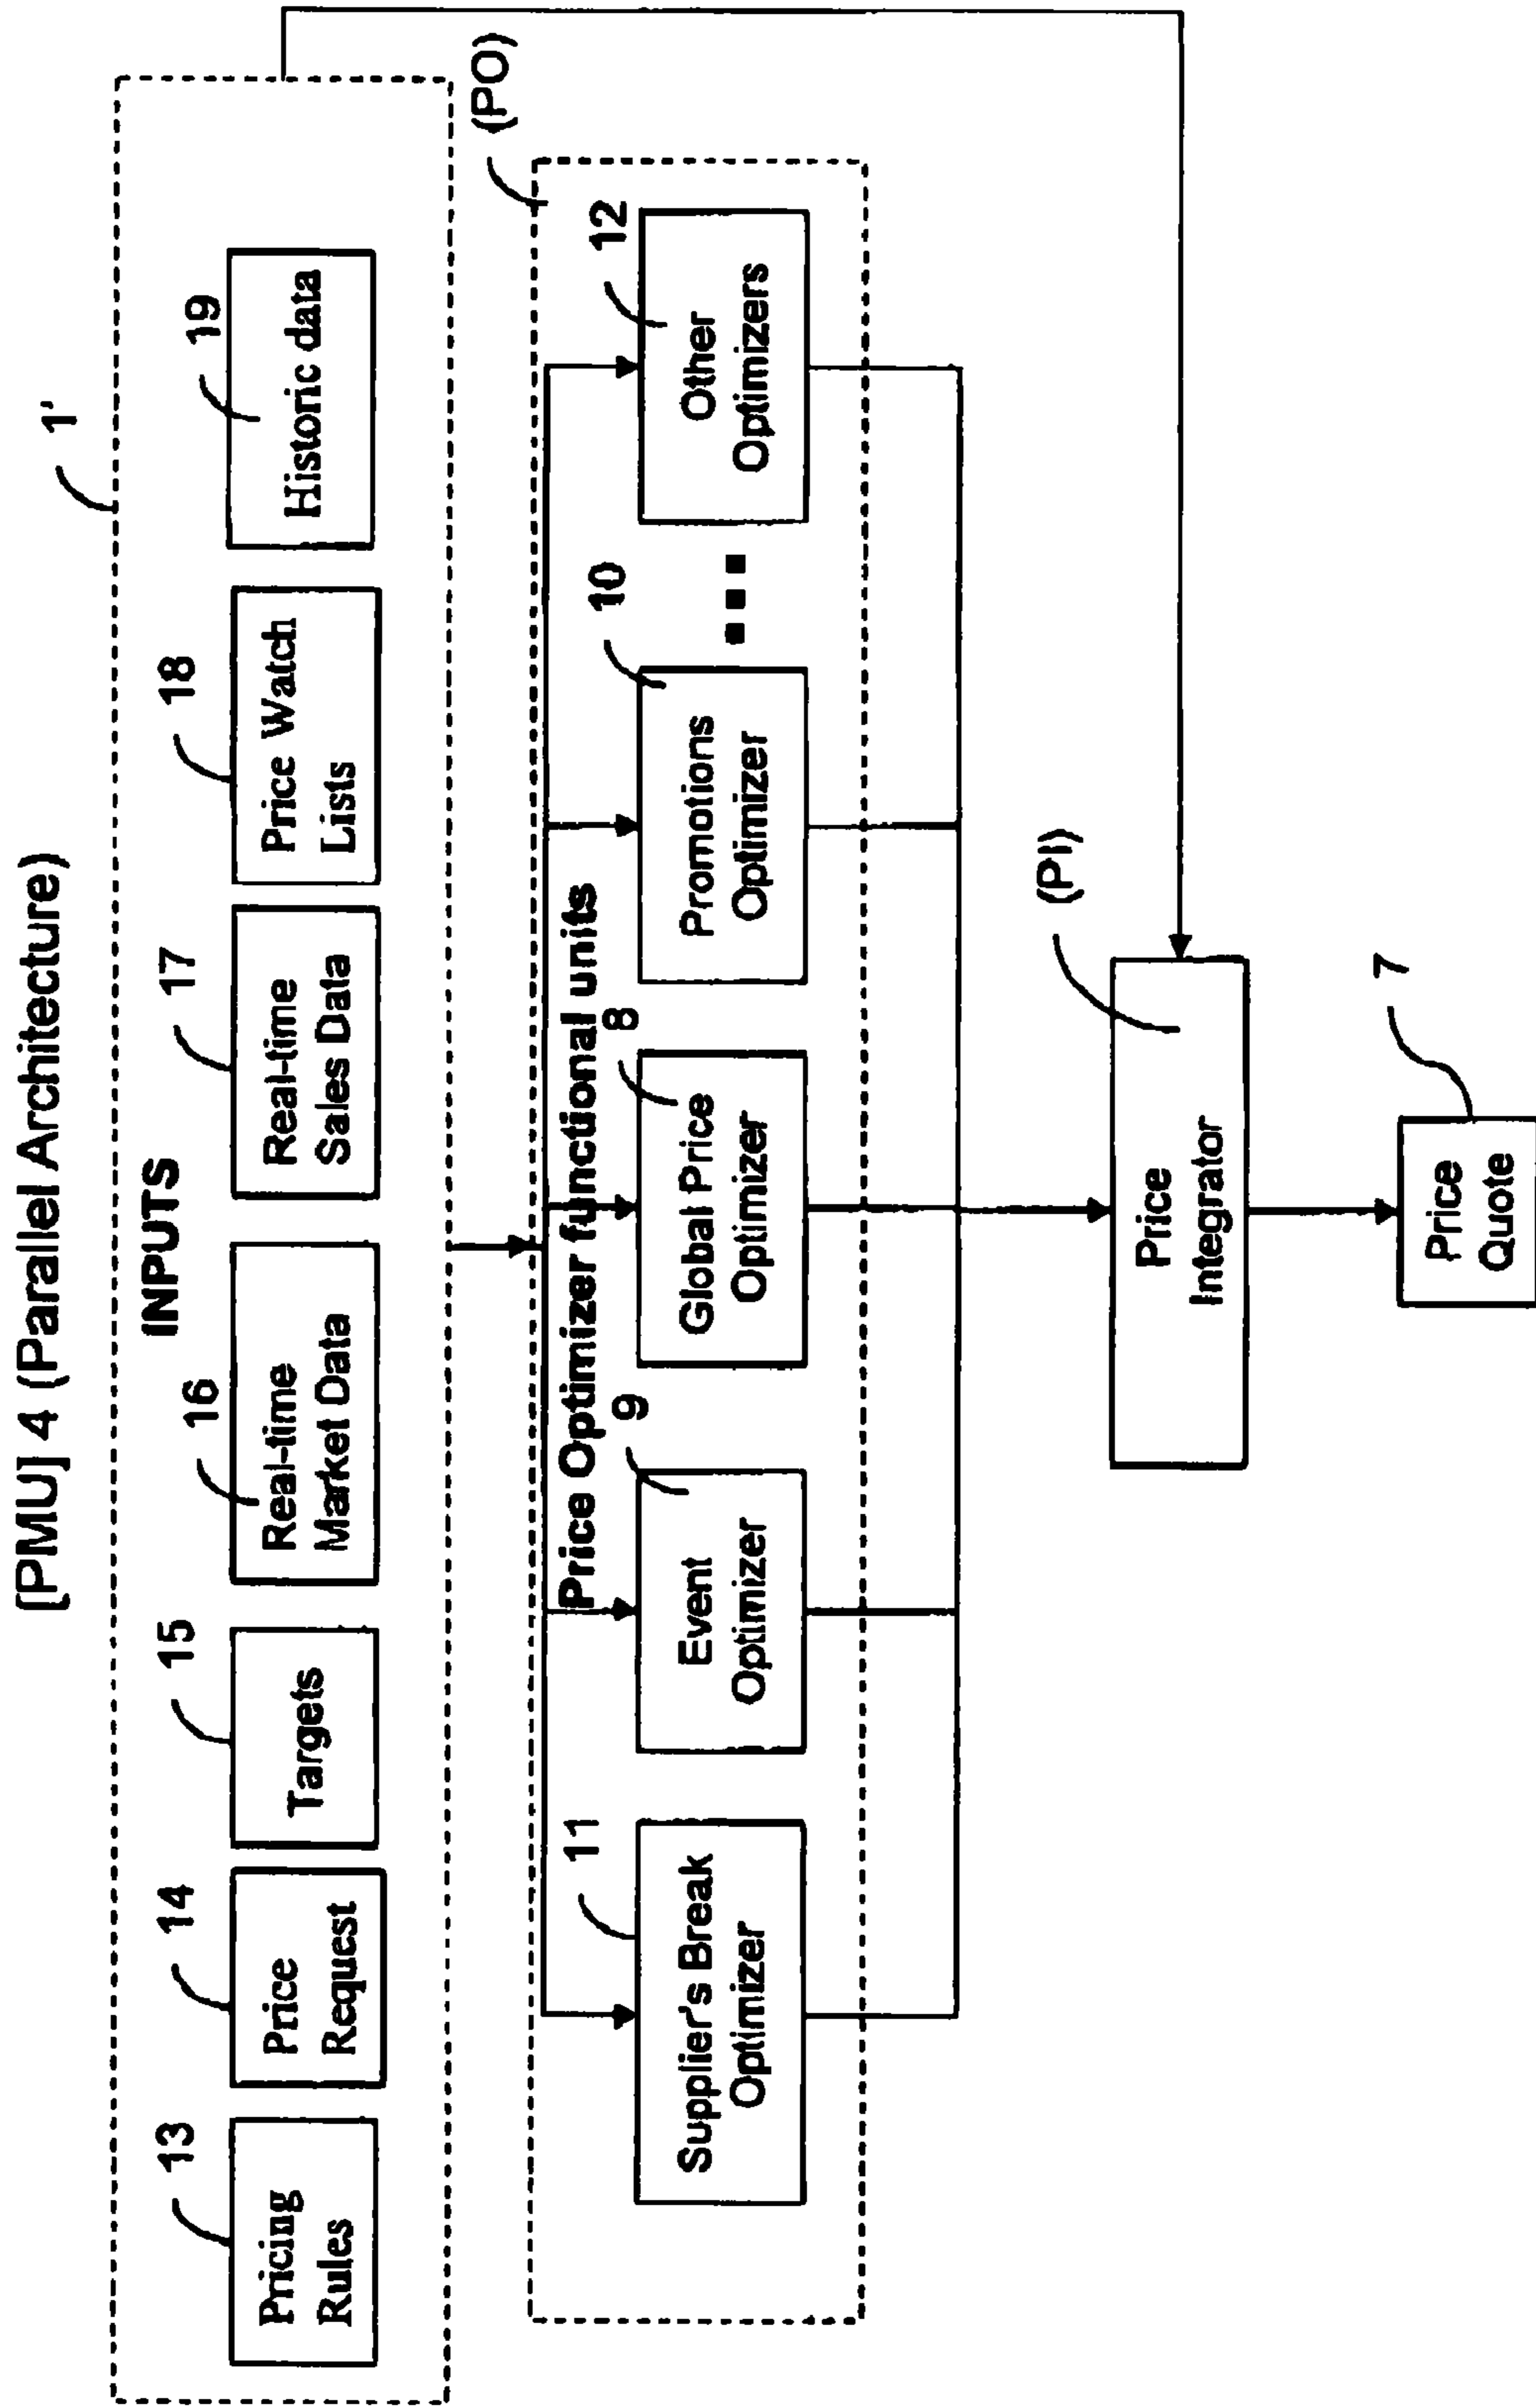 [PMU] 4 (Parallel Architecture)
1'
INPUTS
13
14
15
16
17
18
19
Pricing
Rules
Price
Request
Targets
Real-time
Market Data
Real-time
Sales Data
Price Watch
Lists
Historic data
(PO)
Price Optimizer functional units
11
9
8
10
12
Supplier's Break
Optimizer
Event
Optimizer
Global Price
Optimizer
Promotions
Optimizer
Other
Optimizers
(PI)
Price
Integrator
7
Price
Quote